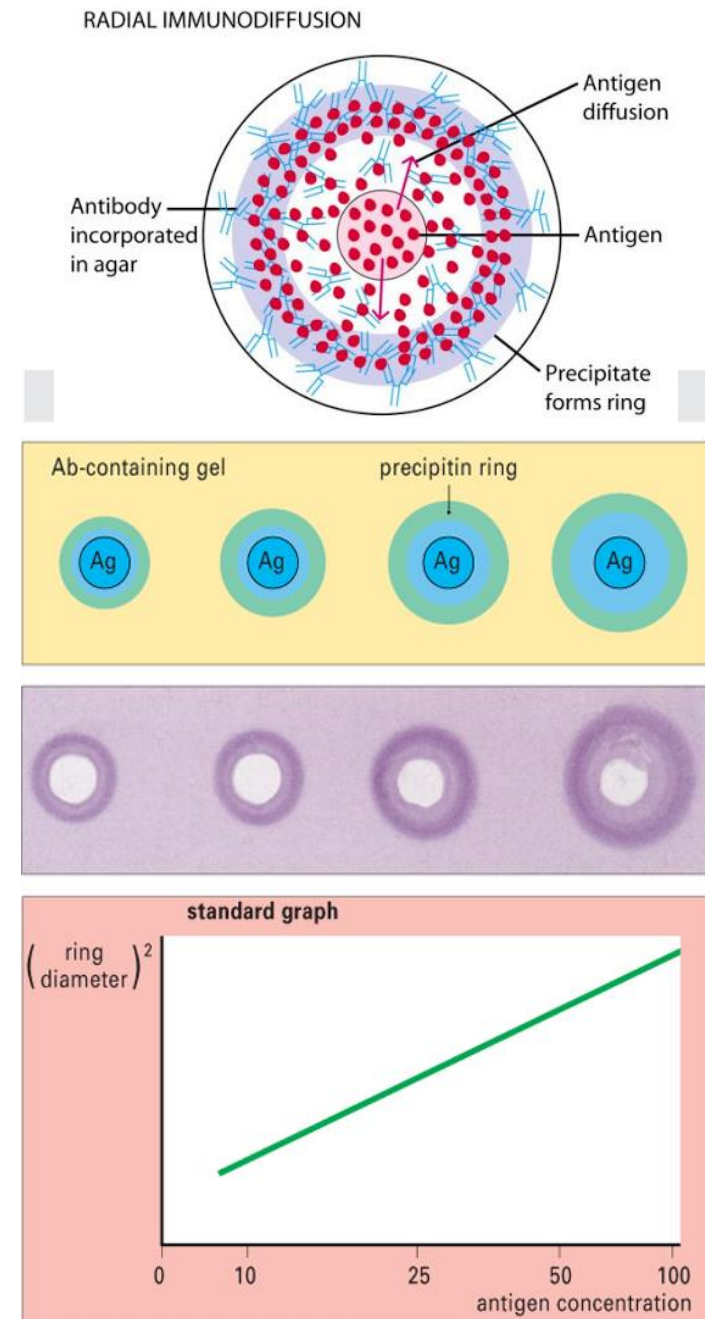 RADIAL IMMUNODIFFUSION
Antigen
diffusion
Antibody
incorporated
in agar
Antigen
Precipitate
forms ring
Ab-containing gel
precipitin ring
Ag
Ag
Ag
Ag
standard graph
( ring diameter )²
0 10 25 50 100
antigen concentration